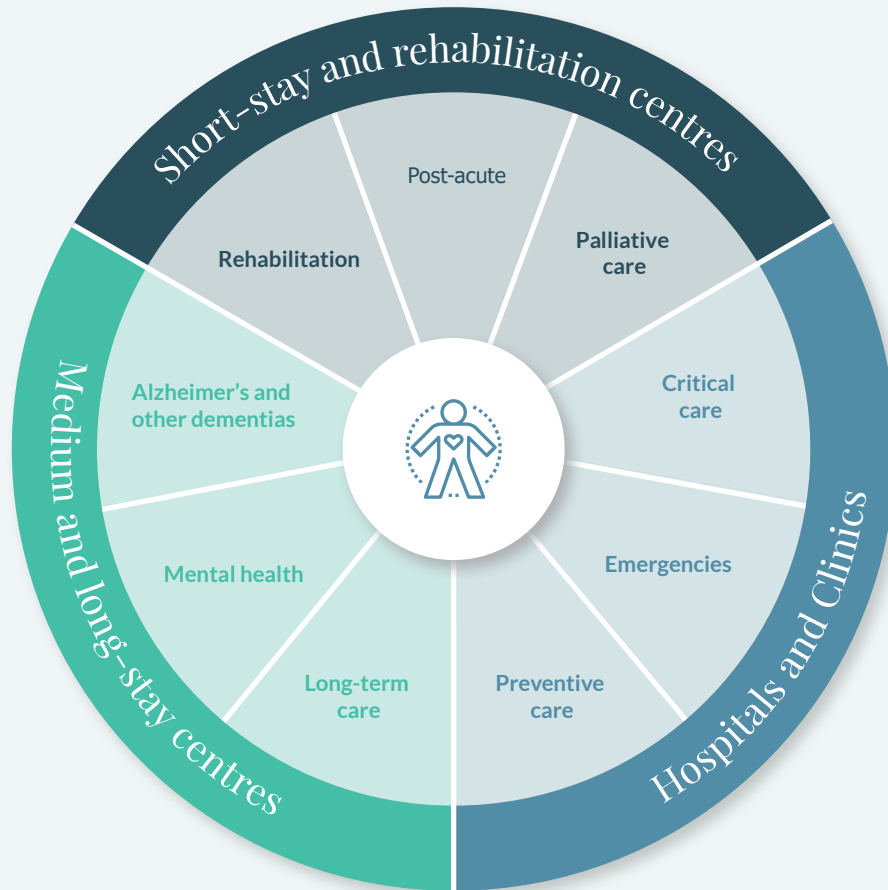 Short-stay and rehabilitation centres
Post-acute
Rehabilitation
Palliative
care
Alzheimer's and
other dementias
Critical
care
Mental health
Emergencies
Long-term
care
Preventive
care
Medium and long-stay centres
Hospitals and Clinics